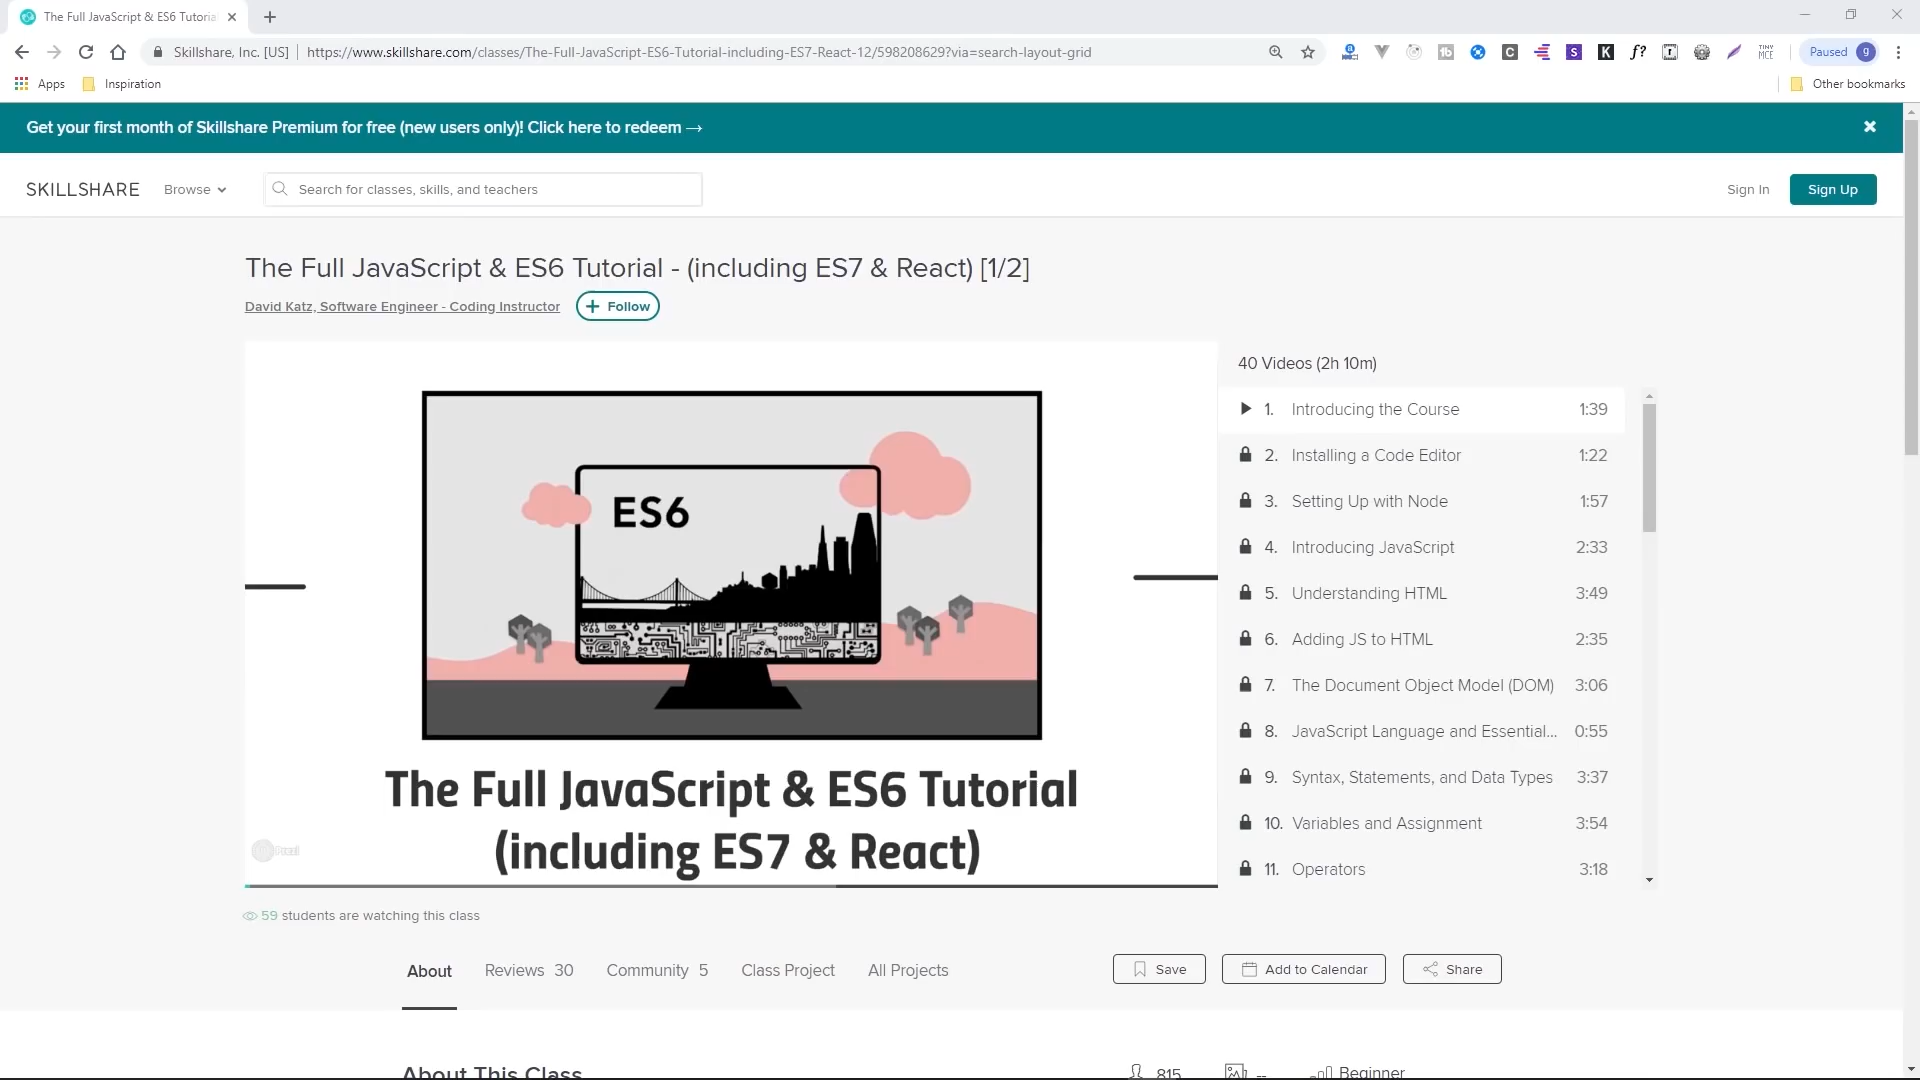 The Full JavaScript & ES6 Tutoria
Skillshare, Inc. [US]
https://www.skillshare.com/classes/The-Full-JavaScript-ES6-Tutorial-including-ES7-React-12/598208629?via=search-layout-grid
Paused g
Apps
Inspiration
Other bookmarks
Get your first month of Skillshare Premium for free (new users only)! Click here to redeem →
SKILLSHARE
Browse
Search for classes, skills, and teachers
Sign In
Sign Up
The Full JavaScript & ES6 Tutorial - (including ES7 & React) [1/2]
David Katz, Software Engineer - Coding Instructor
+ Follow
ES6
The Full JavaScript & ES6 Tutorial
(including ES7 & React)
Prezi
40 Videos (2h 10m)
1. Introducing the Course 1:39
2. Installing a Code Editor 1:22
3. Setting Up with Node 1:57
4. Introducing JavaScript 2:33
5. Understanding HTML 3:49
6. Adding JS to HTML 2:35
7. The Document Object Model (DOM) 3:06
8. JavaScript Language and Essential... 0:55
9. Syntax, Statements, and Data Types 3:37
10. Variables and Assignment 3:54
11. Operators 3:18
59 students are watching this class
About
Reviews 30
Community 5
Class Project
All Projects
Save
Add to Calendar
Share
About This Class
815
--
Beginner